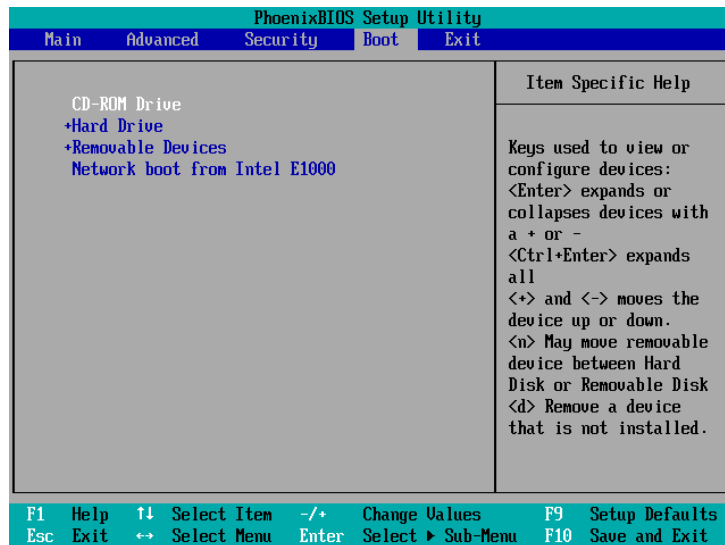 PhoenixBIOS Setup Utility
Main Advanced Security Boot Exit
CD-ROM Drive
+Hard Drive
+Removable Devices
Network boot from Intel E1000
Item Specific Help
Keys used to view or
configure devices:
<Enter> expands or
collapses devices with
a + or -
<Ctrl+Enter> expands
all
<+> and <-> moves the
device up or down.
<n> May move removable
device between Hard
Disk or Removable Disk
<d> Remove a device
that is not installed.
F1 Help ↑↓ Select Item -/+ Change Values F9 Setup Defaults
Esc Exit ↔ Select Menu Enter Select ▶ Sub-Menu F10 Save and Exit